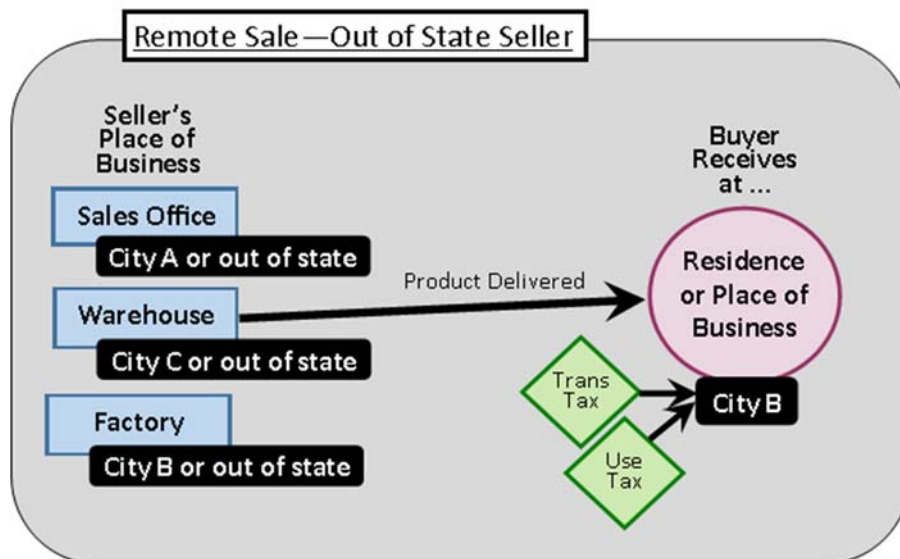 Remote Sale—Out of State Seller
Seller's
Place of
Business
Sales Office
City A or out of state
Warehouse
City C or out of state
Factory
City B or out of state
Product Delivered
Buyer
Receives
at ...
Residence
or Place of
Business
City B
Trans
Tax
Use
Tax